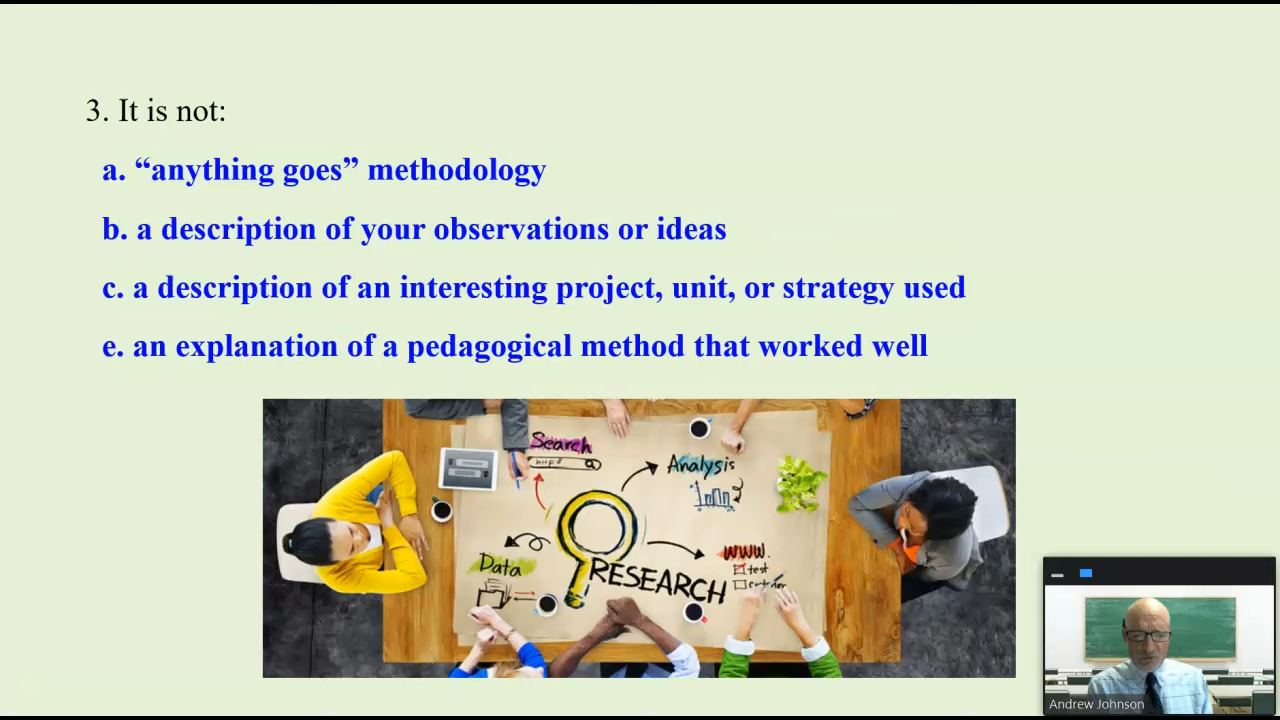 3. It is not:
a. “anything goes” methodology
b. a description of your observations or ideas
c. a description of an interesting project, unit, or strategy used
e. an explanation of a pedagogical method that worked well
Search
Analysis
Data
WWW.
test
RESEARCH
Andrew Johnson